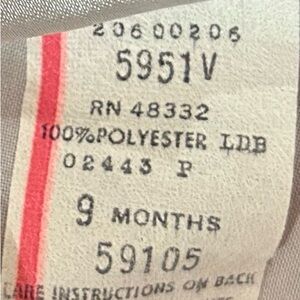 20600206
5951V
RN 48332
100%POLYESTER LDB
02443 P
9 MONTHS
59105
CARE INSTRUCTIONS ON BACK